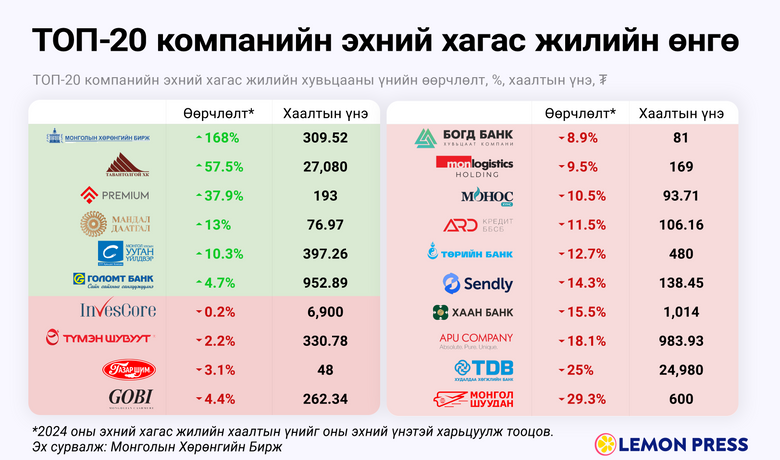 ТОП-20 компанийн эхний хагас жилийн өнгө
ТОП-20 компанийн эхний хагас жилийн хувьцааны үнийн өөрчлөлт, %, хаалтын үнэ, ₮
Өөрчлөлт* Хаалтын үнэ
МОНГОЛЫН ХӨРӨНГИЙН БИРЖ 168% 309.52
ТАВАНТОЛГОЙ ХК 57.5% 27,080
PREMIUM 37.9% 193
МАНДАЛ ДААТГАЛ 13% 76.97
УУГАН ҮЙЛДВЭР 10.3% 397.26
ГОЛОМТ БАНК 4.7% 952.89
InvesCore 0.2% 6,900
ТҮМЭН ШУВУУТ 2.2% 330.78
Газар Шим 3.1% 48
GOBI MONGOLIAN CASHMERE 4.4% 262.34
Өөрчлөлт* Хаалтын үнэ
БОГД БАНК ХУВЬЦААТ КОМПАНИ 8.9% 81
monlogistics HOLDING 9.5% 169
МОНОС 10.5% 93.71
ARD КРЕДИТ ББСБ 11.5% 106.16
ТӨРИЙН БАНК 12.7% 480
Sendly 14.3% 138.45
ХААН БАНК 15.5% 1,014
APU COMPANY Absolute. Pure. Unique. 18.1% 983.93
TDB ХУДАЛДАА ХӨГЖЛИЙН БАНК 25% 24,980
МОНГОЛ ШУУДАН 29.3% 600
*2024 оны эхний хагас жилийн хаалтын үнийг оны эхний үнэтэй харьцуулж тооцов.
Эх сурвалж: Монголын Хөрөнгийн Бирж
LEMON PRESS